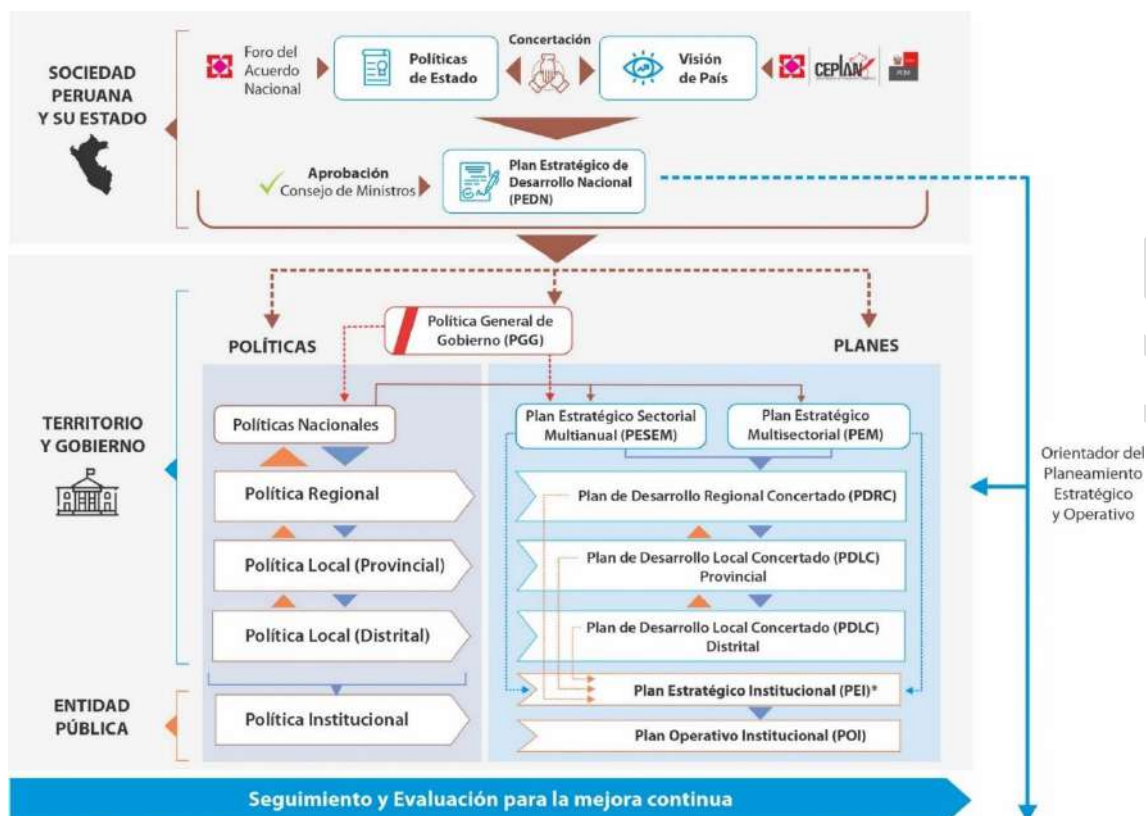 SOCIEDAD
PERUANA
Y SU ESTADO
Foro del
Acuerdo
Nacional
Políticas
de Estado
Concertación
Visión
de País
CEPLAN
PCM
Aprobación
Consejo de Ministros
Plan Estratégico de
Desarrollo Nacional
(PEDN)
POLÍTICAS
Política General de
Gobierno (PGG)
PLANES
TERRITORIO
Y GOBIERNO
Políticas Nacionales
Plan Estratégico Sectorial
Multianual (PESEM)
Plan Estratégico
Multisectorial (PEM)
Política Regional
Plan de Desarrollo Regional Concertado (PDRC)
Política Local (Provincial)
Plan de Desarrollo Local Concertado (PDLC)
Provincial
Política Local (Distrital)
Plan de Desarrollo Local Concertado (PDLC)
Distrital
Orientador del
Planeamiento
Estratégico
y Operativo
ENTIDAD
PÚBLICA
Política Institucional
Plan Estratégico Institucional (PEI)*
Plan Operativo Institucional (POI)
Seguimiento y Evaluación para la mejora continua